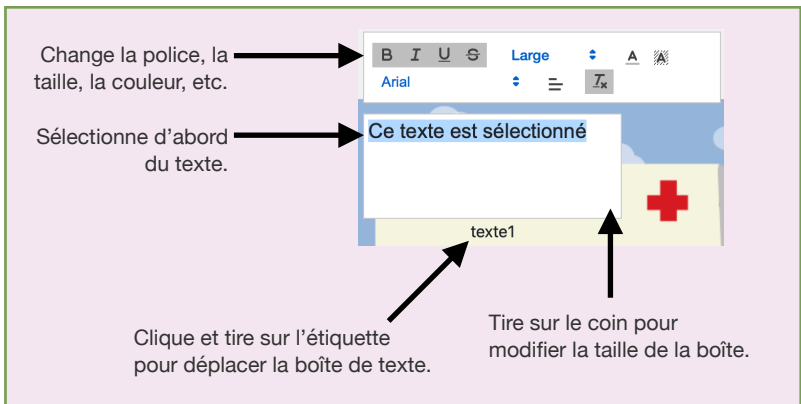 Change la police, la
taille, la couleur, etc.
B I U S Large A A
Arial Tx
Sélectionne d’abord
du texte.
Ce texte est sélectionné
texte1
Clique et tire sur l’étiquette
pour déplacer la boîte de texte.
Tire sur le coin pour
modifier la taille de la boîte.